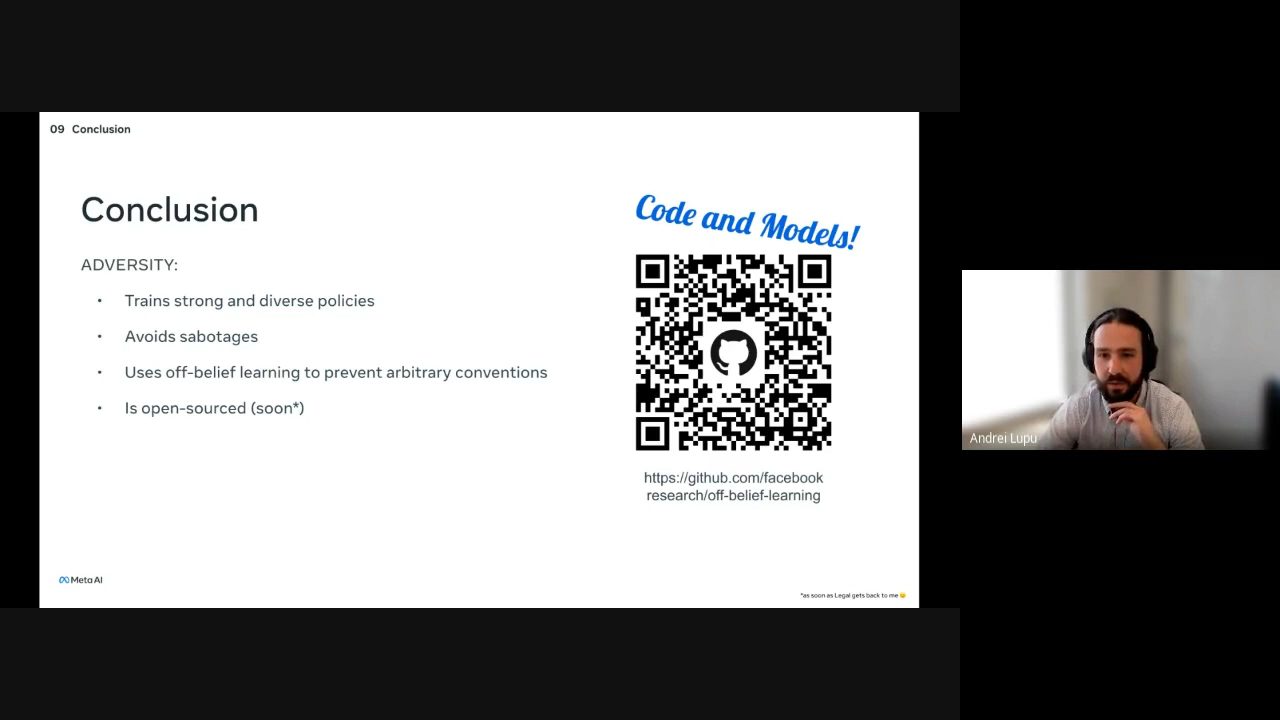 09 Conclusion
Conclusion
ADVERSITY:
• Trains strong and diverse policies
• Avoids sabotages
• Uses off-belief learning to prevent arbitrary conventions
• Is open-sourced (soon*)
Code and Models!
https://github.com/facebook
research/off-belief-learning
Meta AI
*as soon as Legal gets back to me
Andrei Lupu